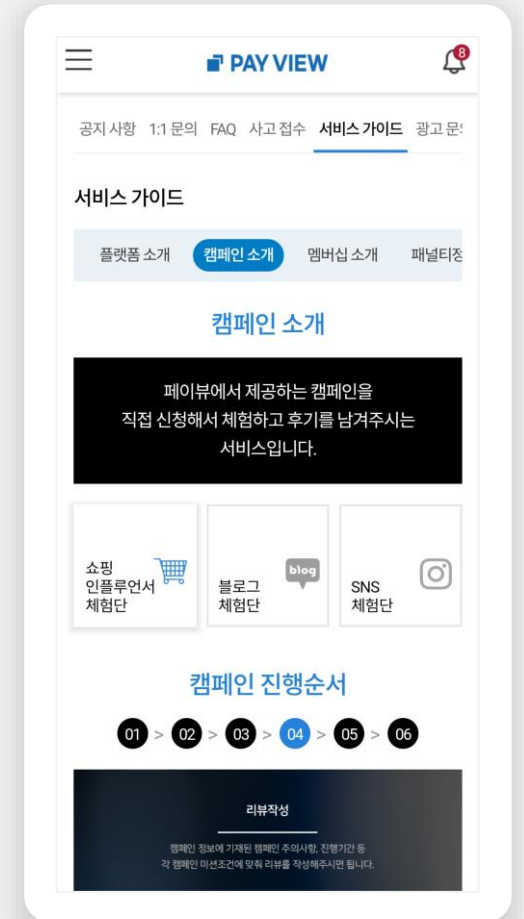 8
PAY VIEW
공지 사항 1:1 문의 FAQ 사고 접수 서비스 가이드 광고 문
서비스 가이드
플랫폼 소개 캠페인 소개 멤버십 소개 패널티정
캠페인 소개
페이뷰에서 제공하는 캠페인을
직접 신청해서 체험하고 후기를 남겨주시는
서비스입니다.
쇼핑
인플루언서
체험단
blog
블로그
체험단
SNS
체험단
캠페인 진행순서
01 > 02 > 03 > 04 > 05 > 06
리뷰작성
캠페인 정보에 기재된 캠페인 주의사항, 진행기간 등
각 캠페인 미션조건에 맞춰 리뷰를 작성해주시면 됩니다.